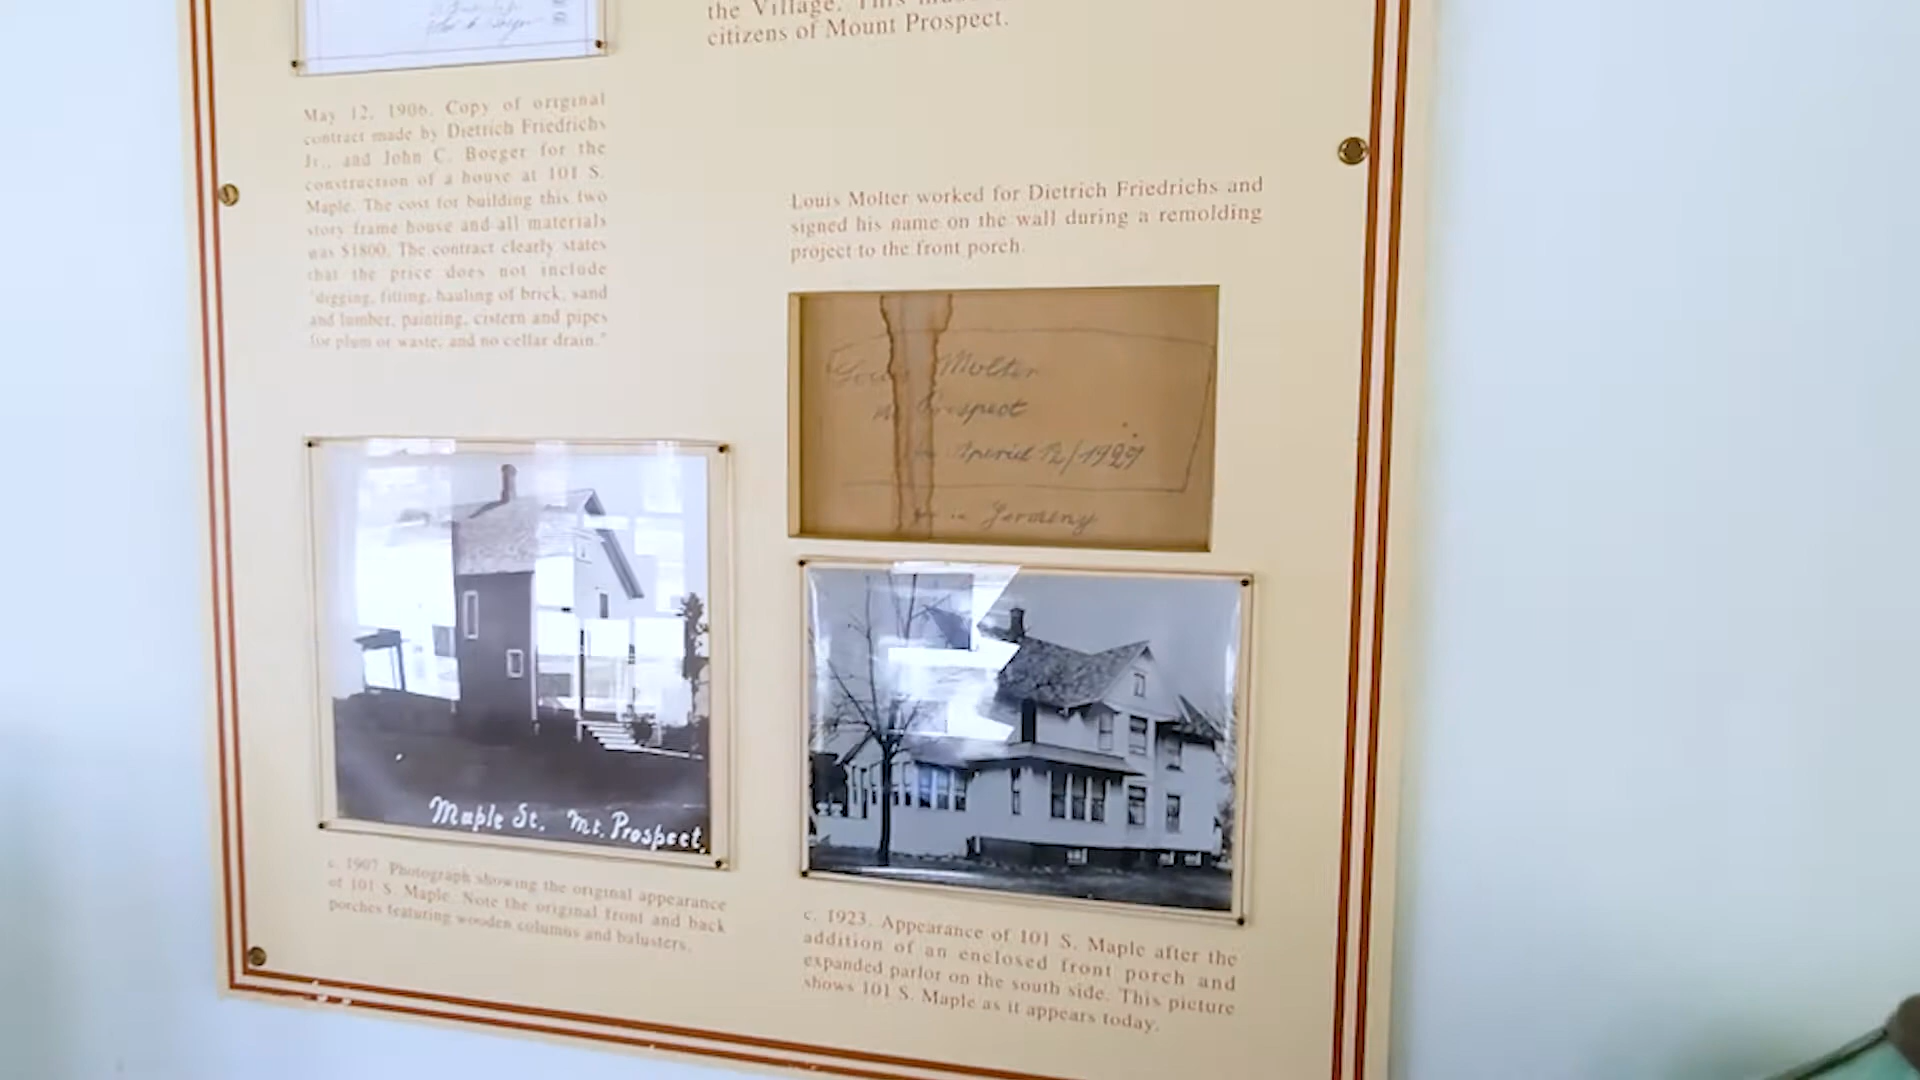 the Village. This
citizens of Mount Prospect.
May 12, 1906. Copy of original
contract made by Dietrich Friedrichs
Jr., and John C. Boeger for the
construction of a house at 101 S.
Maple. The cost for building this two
story frame house and all materials
was $1800. The contract clearly states
that the price does not include
"digging, filling, hauling of brick, sand
and lumber, painting, cistern and pipes
for plum or waste, and no cellar drain."
Louis Molter worked for Dietrich Friedrichs and
signed his name on the wall during a remolding
project to the front porch.
Louis Molter
Prospect
12/1929
Maple St. Mt. Prospect.
c. 1907. Photograph showing the original appearance
of 101 S. Maple. Note the original front and back
porches featuring wooden columns and balusters.
c. 1923. Appearance of 101 S. Maple after the
addition of an enclosed front porch and
expanded parlor on the south side. This picture
shows 101 S. Maple as it appears today.